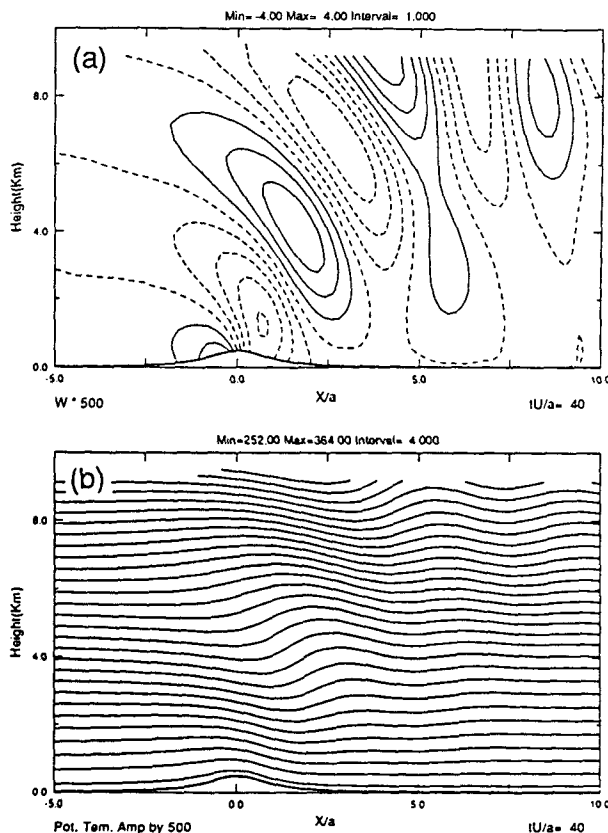 Min= -4.00 Max= 4.00 Interval= 1.000
(a)
8.0
Height(Km)
4.0
0.0
-5.0 0.0 5.0 10.0
X/a
W * 500 tU/a= 40
Min=252.00 Max=364.00 Interval= 4.000
(b)
8.0
Height(Km)
4.0
0.0
-5.0 0.0 5.0 10.0
X/a
Pot. Tem. Amp by 500 tU/a= 40